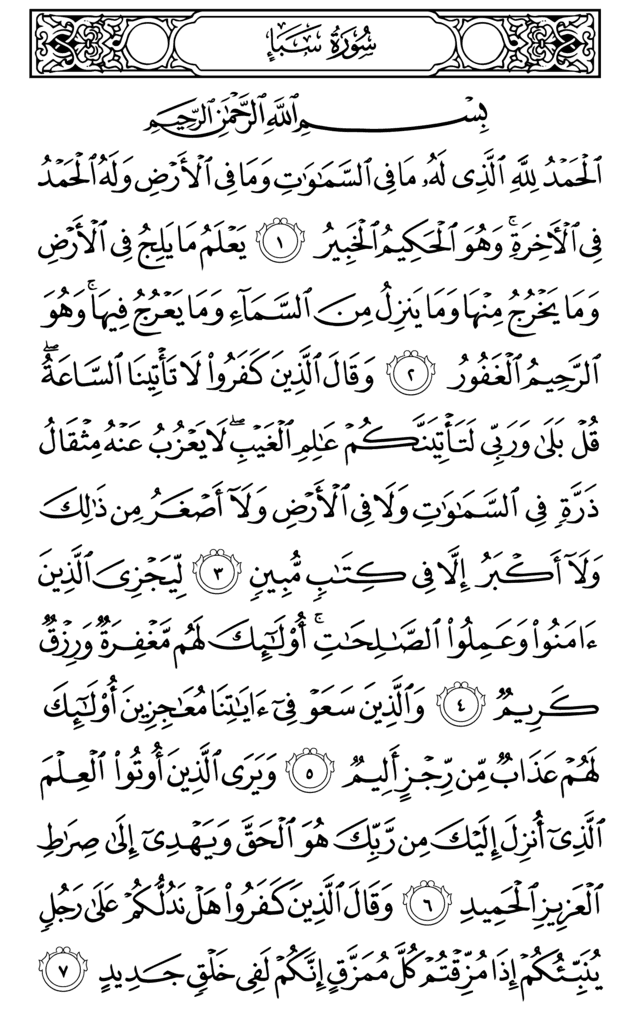 سُورَةُ سَبَإٍ
بِسْمِ ٱللَّهِ ٱلرَّحْمَٰنِ ٱلرَّحِيمِ
ٱلْحَمْدُ لِلَّهِ ٱلَّذِى لَهُۥ مَا فِى ٱلسَّمَٰوَٰتِ وَمَا فِى ٱلْأَرْضِ وَلَهُ ٱلْحَمْدُ
فِى ٱلْءَاخِرَةِ ۚ وَهُوَ ٱلْحَكِيمُ ٱلْخَبِيرُ ١ يَعْلَمُ مَا يَلِجُ فِى ٱلْأَرْضِ
وَمَا يَخْرُجُ مِنْهَا وَمَا يَنزِلُ مِنَ ٱلسَّمَآءِ وَمَا يَعْرُجُ فِيهَا ۚ وَهُوَ
ٱلرَّحِيمُ ٱلْغَفُورُ ٢ وَقَالَ ٱلَّذِينَ كَفَرُوا۟ لَا تَأْتِينَا ٱلسَّاعَةُ ۖ
قُلْ بَلَىٰ وَرَبِّى لَتَأْتِيَنَّكُمْ عَٰلِمِ ٱلْغَيْبِ ۖ لَا يَعْزُبُ عَنْهُ مِثْقَالُ
ذَرَّةٍ فِى ٱلسَّمَٰوَٰتِ وَلَا فِى ٱلْأَرْضِ وَلَآ أَصْغَرُ مِن ذَٰلِكَ
وَلَآ أَكْبَرُ إِلَّا فِى كِتَٰبٍ مُّبِينٍ ٣ لِّيَجْزِىَ ٱلَّذِينَ
ءَامَنُوا۟ وَعَمِلُوا۟ ٱلصَّٰلِحَٰتِ ۚ أُو۟لَٰٓئِكَ لَهُم مَّغْفِرَةٌ وَرِزْقٌ
كَرِيمٌ ٤ وَٱلَّذِينَ سَعَوْ فِىٓ ءَايَٰتِنَا مُعَٰجِزِينَ أُو۟لَٰٓئِكَ
لَهُمْ عَذَابٌ مِّن رِّجْزٍ أَلِيمٌ ٥ وَيَرَى ٱلَّذِينَ أُوتُوا۟ ٱلْعِلْمَ
ٱلَّذِىٓ أُنزِلَ إِلَيْكَ مِن رَّبِّكَ هُوَ ٱلْحَقَّ وَيَهْدِىٓ إِلَىٰ صِرَٰطِ
ٱلْعَزِيزِ ٱلْحَمِيدِ ٦ وَقَالَ ٱلَّذِينَ كَفَرُوا۟ هَلْ نَدُلُّكُمْ عَلَىٰ رَجُلٍ
يُنَبِّئُكُمْ إِذَا مُزِّقْتُمْ كُلَّ مُمَزَّقٍ إِنَّكُمْ لَفِى خَلْقٍ جَدِيدٍ ٧